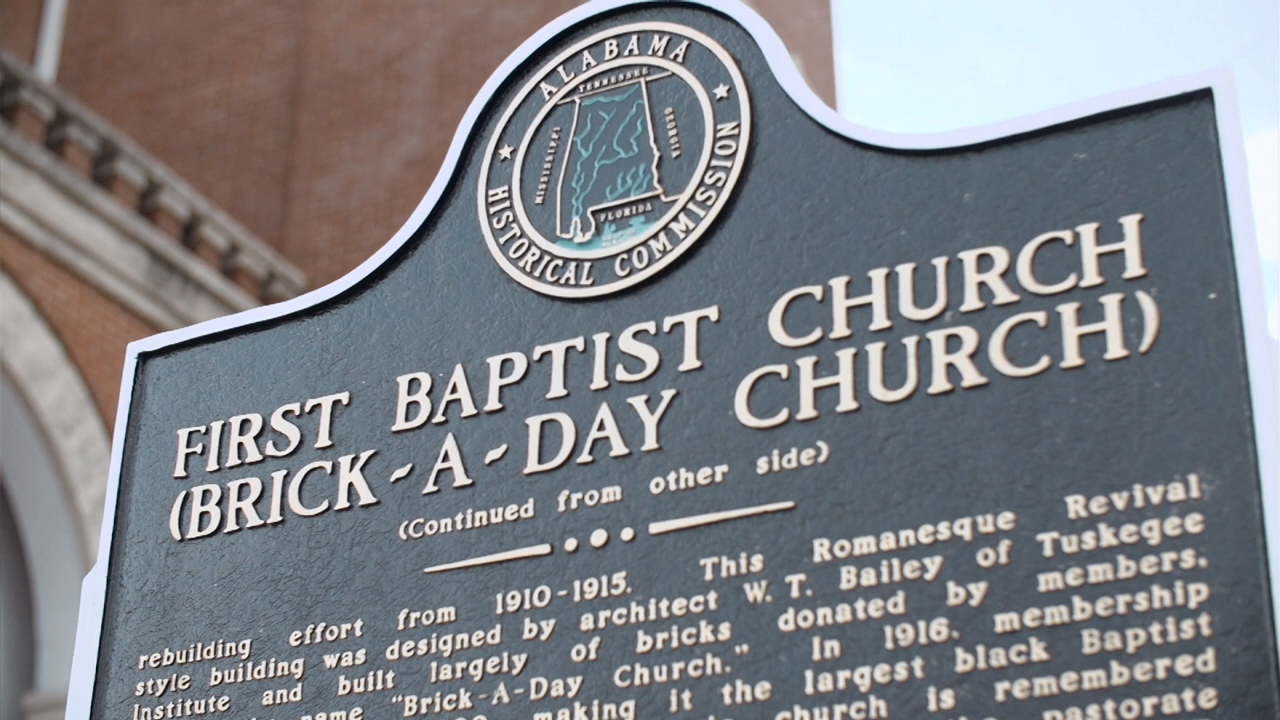 ALABAMA
HISTORICAL COMMISSION
TENNESSEE
MISSISSIPPI
GEORGIA
FLORIDA
FIRST BAPTIST CHURCH
(BRICK-A-DAY CHURCH)
(Continued from other side)
rebuilding effort from 1910-1915. This Romanesque Revival
style building was designed by architect W. T. Bailey of Tuskegee
Institute and built largely of bricks donated by members,
name "Brick-A-Day Church." In 1916, membership
making it the largest black Baptist
church is remembered
pastorate